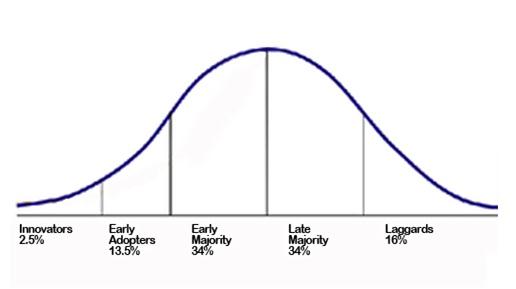 Innovators
2.5%
Early
Adopters
13.5%
Early
Majority
34%
Late
Majority
34%
Laggards
16%